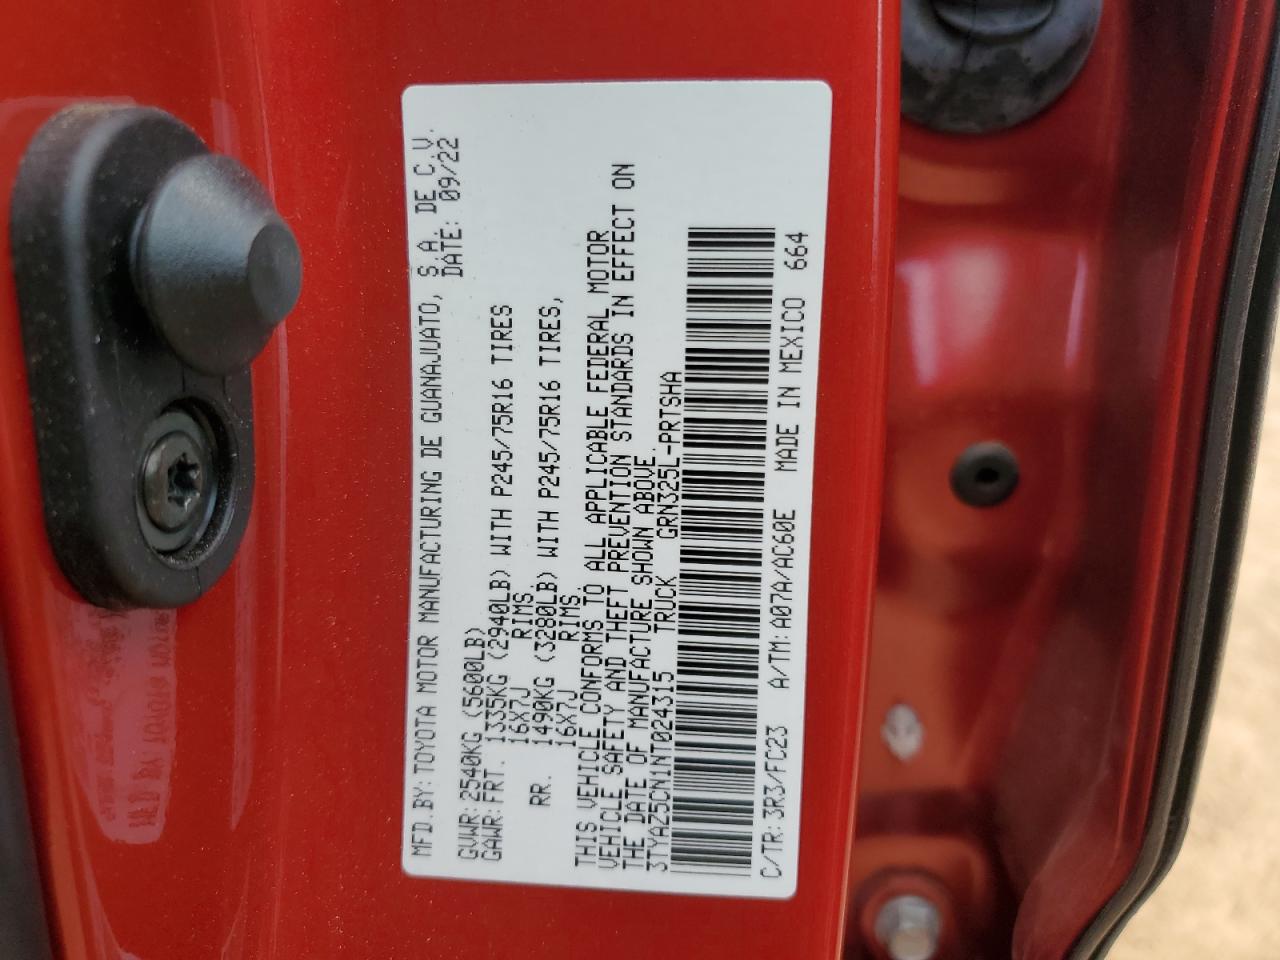 MFD.BY: TOYOTA MOTOR MANUFACTURING DE GUANAJUATO, S.A. DE C.V.
DATE: 09/22
GVWR: 2540KG (5600LB)
GAWR: FRT. 1335KG (2940LB) WITH P245/75R16 TIRES
16X7J RIMS.
RR. 1490KG (3280LB) WITH P245/75R16 TIRES,
16X7J RIMS.
THIS VEHICLE CONFORMS TO ALL APPLICABLE FEDERAL MOTOR
VEHICLE SAFETY AND THEFT PREVENTION STANDARDS IN EFFECT ON
THE DATE OF MANUFACTURE SHOWN ABOVE.
3TYAZ5CN1NT024315 TRUCK GRN325L-PRTSHA
C/TR: 3R3/FC23 A/TM: A07A/AC60E MADE IN MEXICO 664